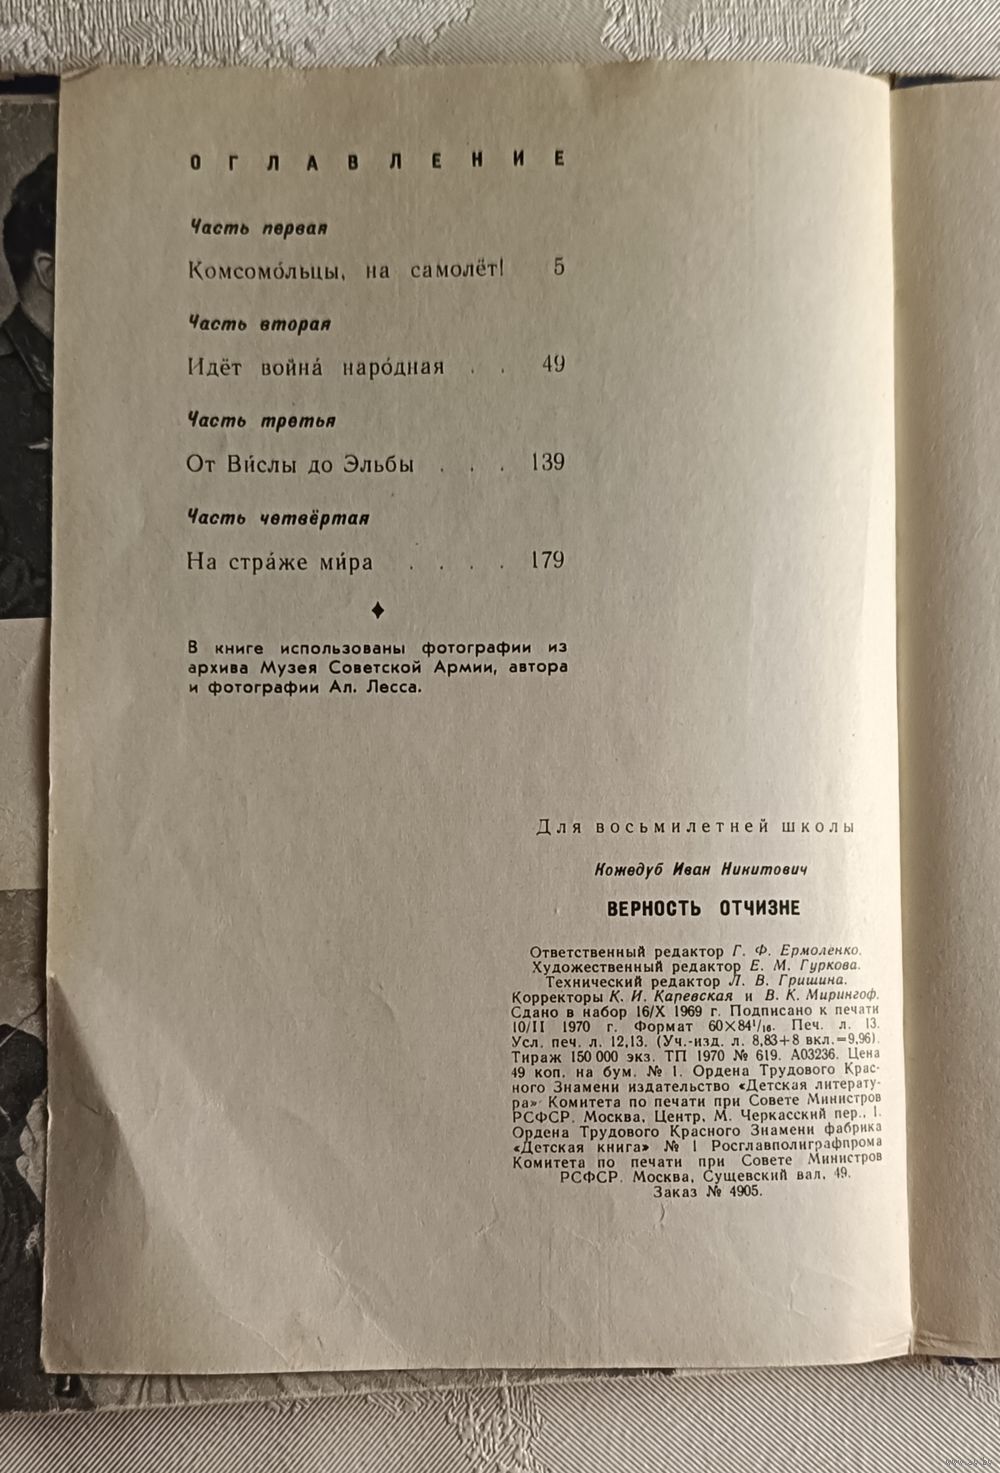 ОГЛАВЛЕНИЕ
Часть первая
Комсомо́льцы, на самолёт! 5
Часть вторая
Идёт война́ наро́дная . . 49
Часть третья
От Ви́слы до Эльбы . . . 139
Часть четвёртая
На стра́же ми́ра . . . . 179
♦
В книге использованы фотографии из
архива Музея Советской Армии, автора
и фотографии Ал. Лесса.
Для восьмилетней школы
Кожедуб Иван Никитович
ВЕРНОСТЬ ОТЧИЗНЕ
Ответственный редактор Г. Ф. Ермоленко.
Художественный редактор Е. М. Гуркова.
Технический редактор Л. В. Гришина.
Корректоры К. И. Каревская и В. К. Мирингоф.
Сдано в набор 16/X 1969 г. Подписано к печати
10/II 1970 г. Формат 60×84¹/₁₆. Печ. л. 13.
Усл. печ. л. 12,13. (Уч.-изд. л. 8,83+8 вкл.=9,96).
Тираж 150 000 экз. ТП 1970 № 619. А03236. Цена
49 коп. на бум. № 1. Ордена Трудового Крас-
ного Знамени издательство «Детская литерату-
ра» Комитета по печати при Совете Министров
РСФСР. Москва, Центр, М. Черкасский пер., 1.
Ордена Трудового Красного Знамени фабрика
«Детская книга» № 1 Росглавполиграфпрома
Комитета по печати при Совете Министров
РСФСР. Москва, Сущевский вал, 49.
Заказ № 4905.